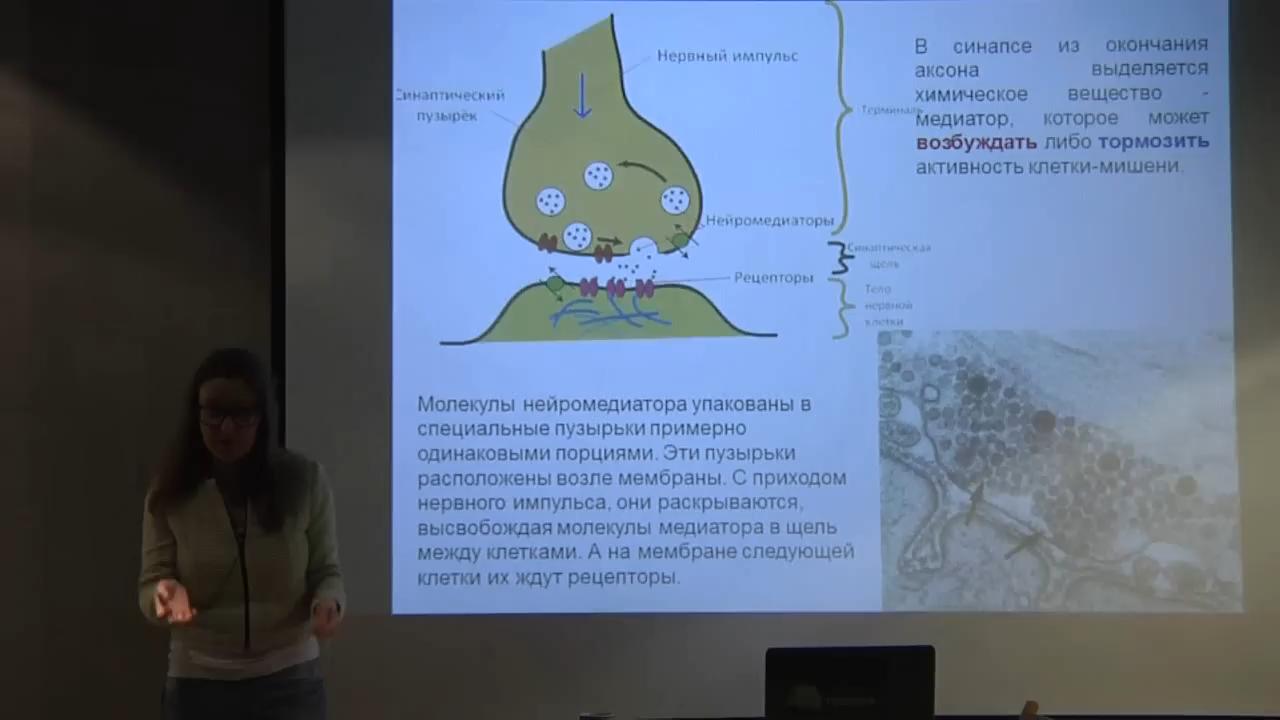 Нервный импульс
Синаптический
пузырёк
Терминаль
Нейромедиаторы
Синаптическая
щель
Рецепторы
Тело
нервной
клетки
В синапсе из окончания
аксона выделяется
химическое вещество -
медиатор, которое может
возбуждать либо тормозить
активность клетки-мишени.
Молекулы нейромедиатора упакованы в
специальные пузырьки примерно
одинаковыми порциями. Эти пузырьки
расположены возле мембраны. С приходом
нервного импульса, они раскрываются,
высвобождая молекулы медиатора в щель
между клетками. А на мембране следующей
клетки их ждут рецепторы.